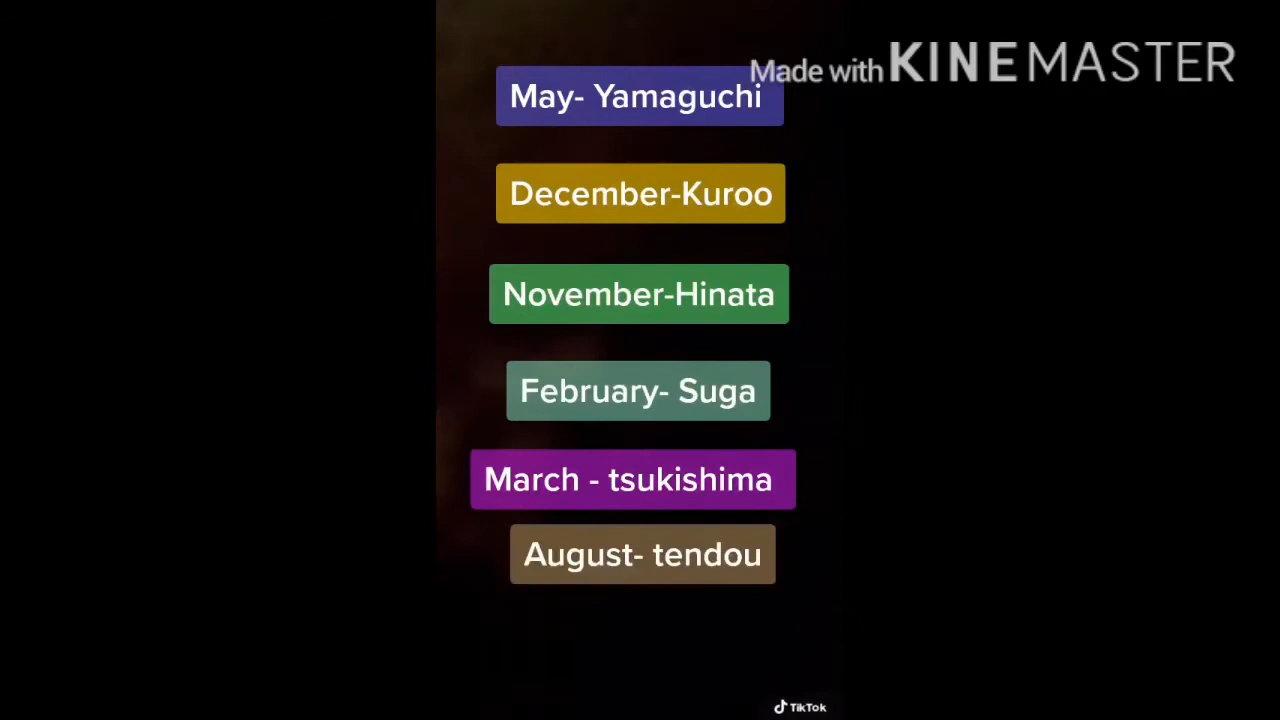 Made with KINEMASTER
May- Yamaguchi
December-Kuroo
November-Hinata
February- Suga
March - tsukishima
August- tendou
TikTok